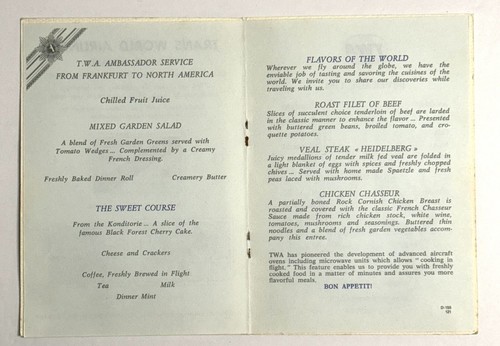 T.W.A. AMBASSADOR SERVICE
FROM FRANKFURT TO NORTH AMERICA
Chilled Fruit Juice
MIXED GARDEN SALAD
A blend of Fresh Garden Greens served with
Tomato Wedges ... Complemented by a Creamy
French Dressing.
Freshly Baked Dinner Roll Creamery Butter
THE SWEET COURSE
From the Konditorie ... A slice of the
famous Black Forest Cherry Cake.
Cheese and Crackers
Coffee, Freshly Brewed in Flight
Tea Milk
Dinner Mint
FLAVORS OF THE WORLD
Wherever we fly around the globe, we have the
enviable job of tasting and savoring the cuisines of the
world. We invite you to share our discoveries while
traveling with us.
ROAST FILET OF BEEF
Slices of succulent choice tenderloin of beef are larded
in the classic manner to enhance the flavor ... Presented
with buttered green beans, broiled tomato, and cro-
quette potatoes.
VEAL STEAK « HEIDELBERG »
Juicy medallions of tender milk fed veal are folded in
a light blanket of egg with spices and freshly chopped
chives ... Served with home made Spaetzle and fresh
peas laced with mushrooms.
CHICKEN CHASSEUR
A partially boned Rock Cornish Chicken Breast is
roasted and covered with the classic French Chasseur
Sauce made from rich chicken stock, white wine,
tomatoes, mushrooms and seasonings. Buttered thin
noodles and a blend of fresh garden vegetables accom-
pany this entree.
TWA has pioneered the development of advanced aircraft
ovens including microwave units which allows "cooking in
flight." This feature enables us to provide you with freshly
cooked food in a matter of minutes and assures you more
flavorful meals.
BON APPETIT!